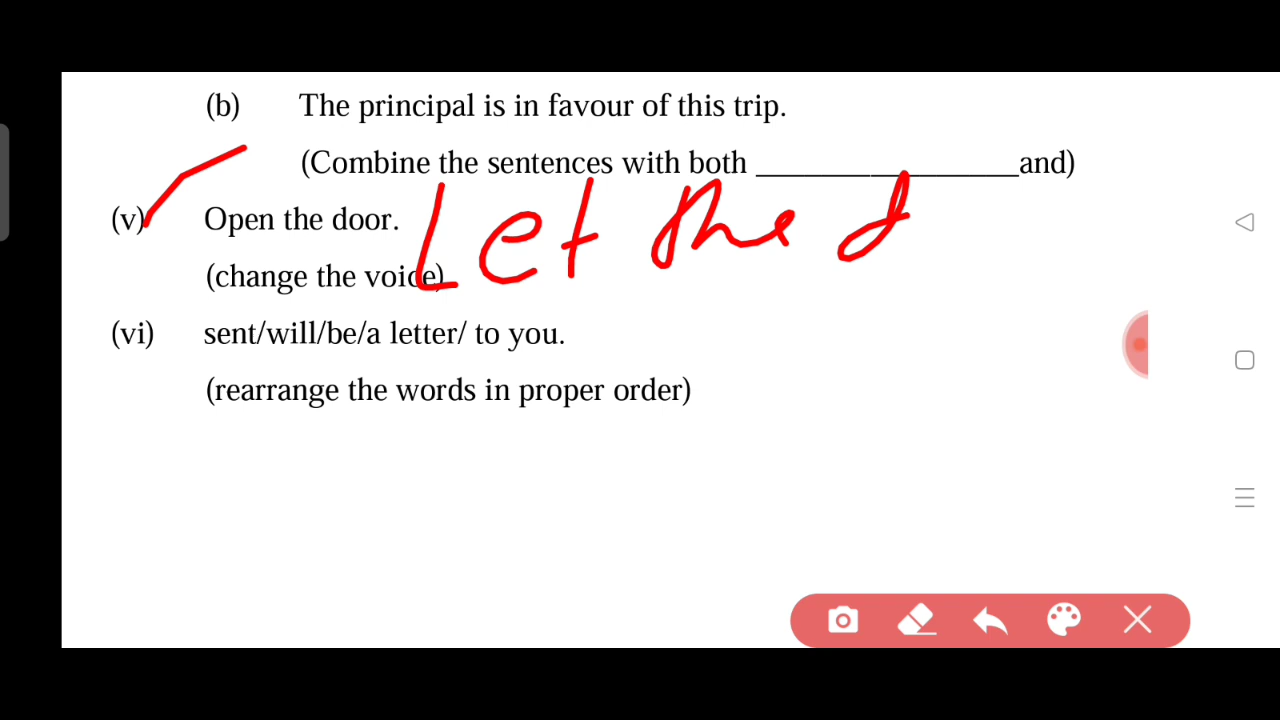 (b) The principal is in favour of this trip.
(Combine the sentences with both ________________and)
(v) Open the door. Let the d
(change the voice)
(vi) sent/will/be/a letter/ to you.
(rearrange the words in proper order)